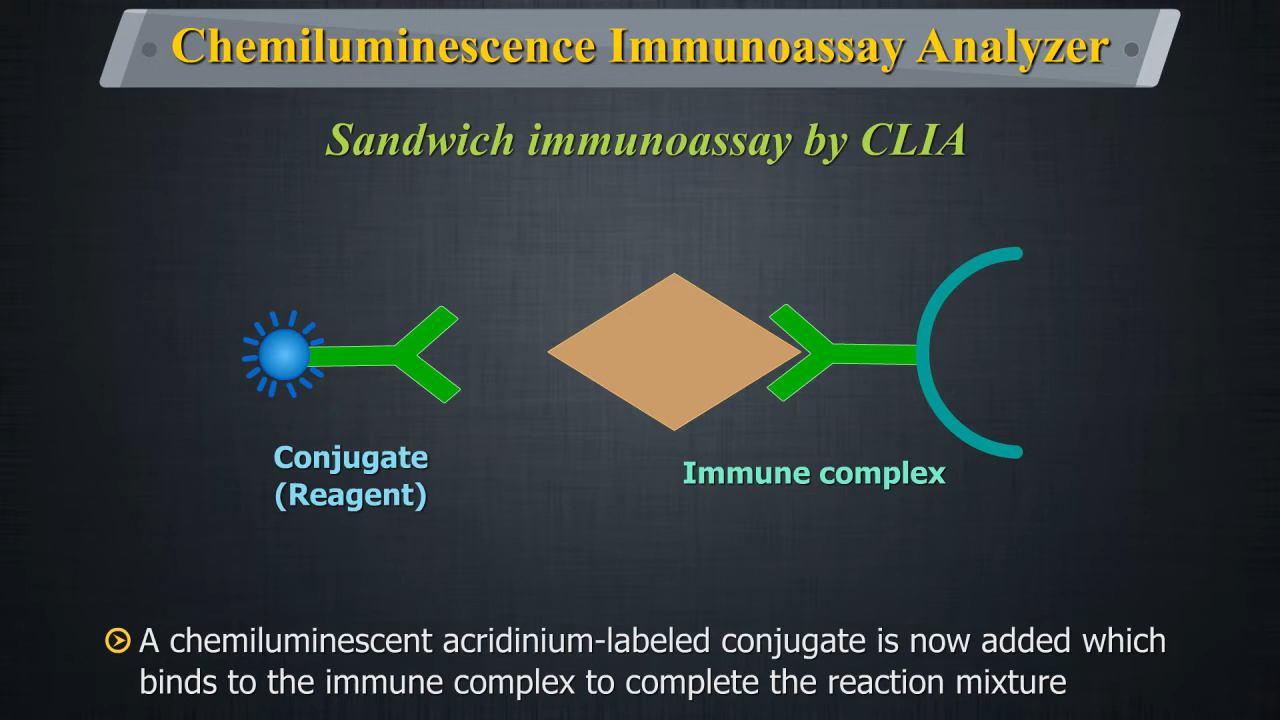 Chemiluminescence Immunoassay Analyzer
Sandwich immunoassay by CLIA
Conjugate
(Reagent)
Immune complex
A chemiluminescent acridinium-labeled conjugate is now added which
binds to the immune complex to complete the reaction mixture